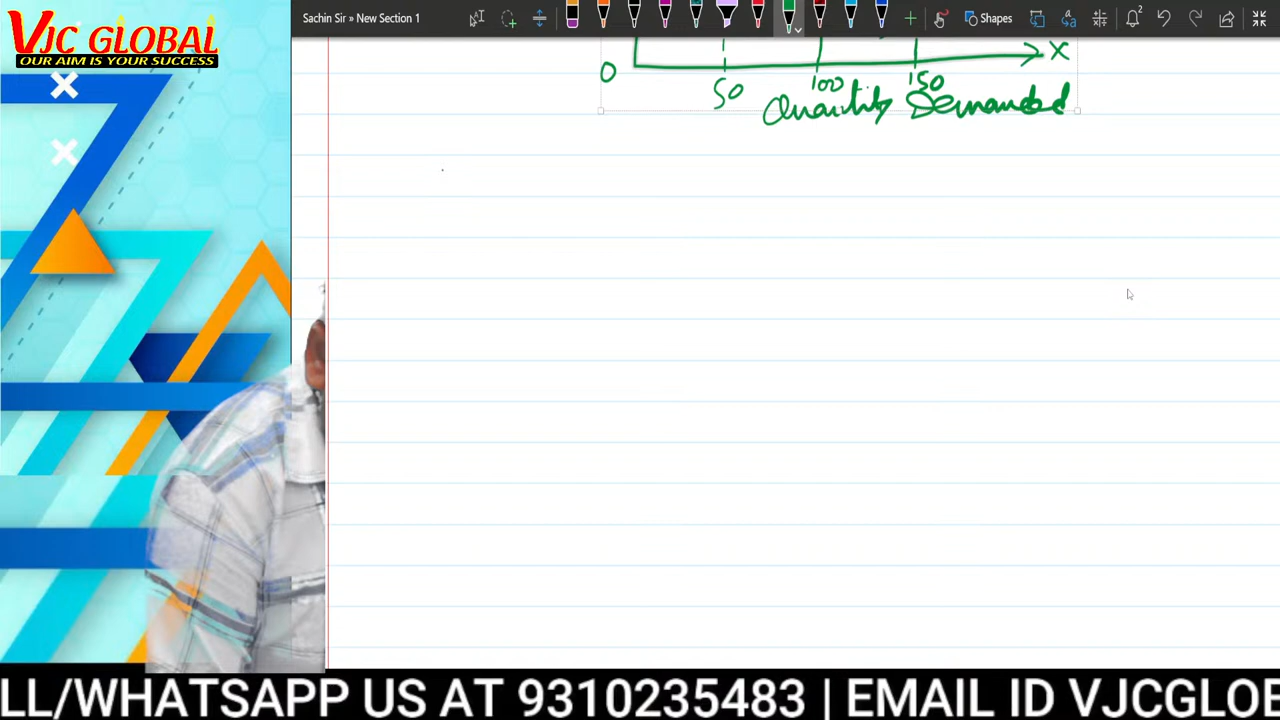 VJC GLOBAL
OUR AIM IS YOUR SUCCESS
Sachin Sir » New Section 1
Shapes
2
X
0
50
100
150
Quantity Demanded
LL/WHATSAPP US AT 9310235483 | EMAIL ID VJCGLOB